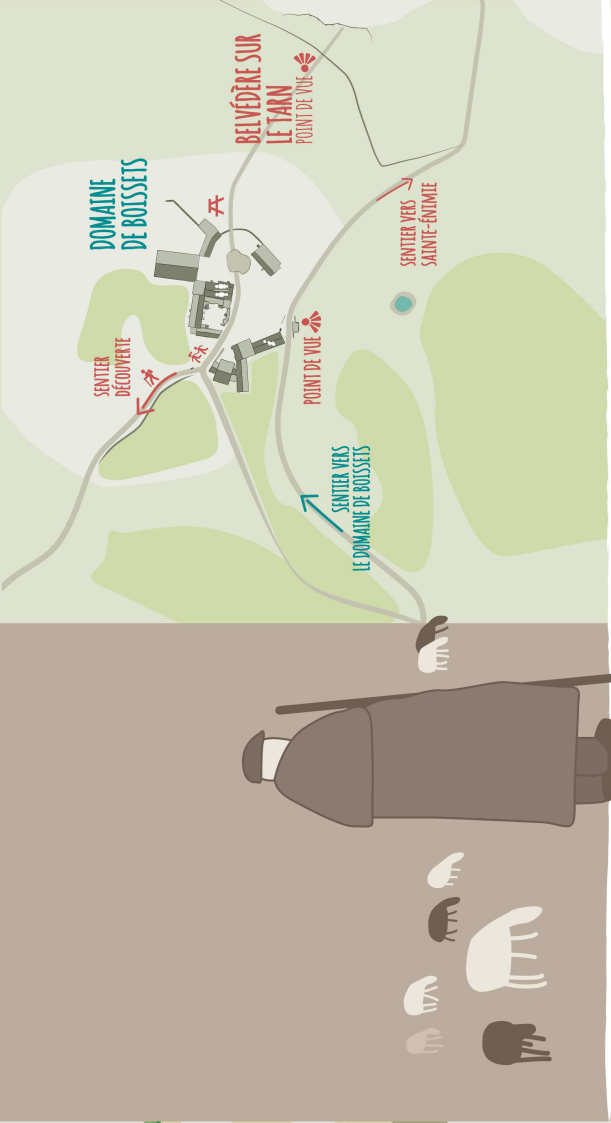 BELVÉDÈRE SUR
LE TARN
POINT DE VUE
DOMAINE
DE BOISSETS
SENTIER VERS
SAINTE-ÉNIMIE
SENTIER
DÉCOUVERTE
POINT DE VUE
SENTIER VERS
LE DOMAINE DE BOISSETS